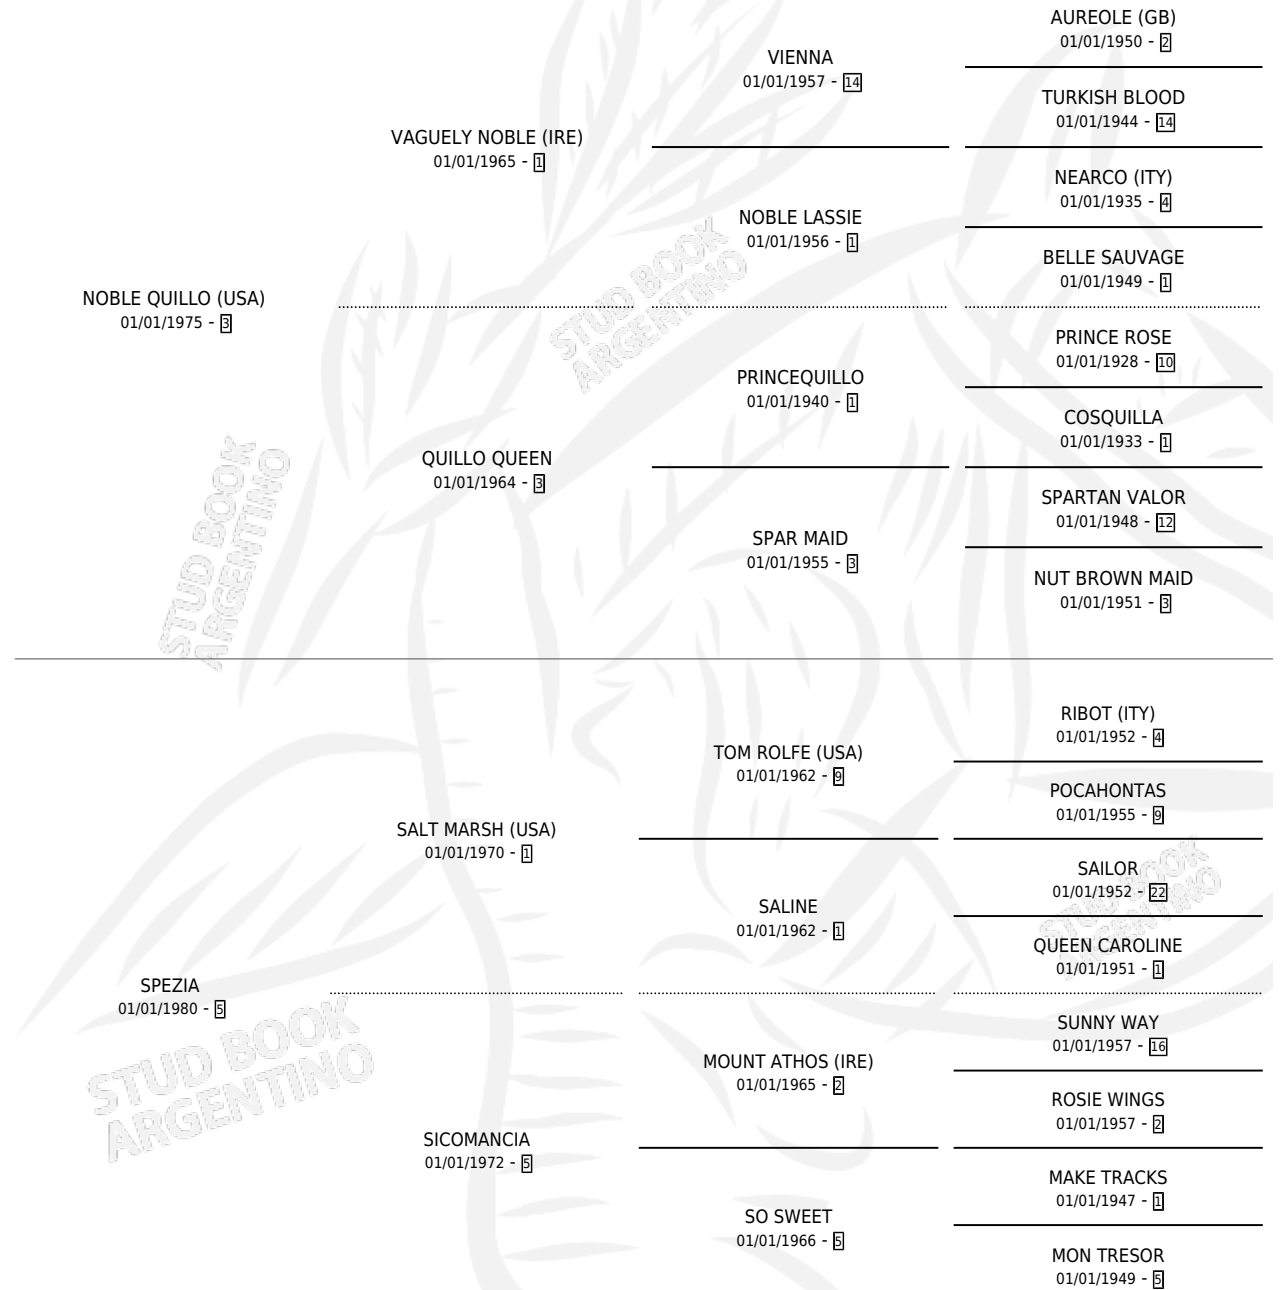 AUREOLE (GB)
01/01/1950 - 2
VIENNA
01/01/1957 - 14
TURKISH BLOOD
01/01/1944 - 14
VAGUELY NOBLE (IRE)
01/01/1965 - 1
NEARCO (ITY)
01/01/1935 - 4
NOBLE LASSIE
01/01/1956 - 1
BELLE SAUVAGE
01/01/1949 - 1
NOBLE QUILLO (USA)
01/01/1975 - 3
PRINCE ROSE
01/01/1928 - 10
PRINCEQUILLO
01/01/1940 - 1
COSQUILLA
01/01/1933 - 1
QUILLO QUEEN
01/01/1964 - 3
SPARTAN VALOR
01/01/1948 - 12
SPAR MAID
01/01/1955 - 3
NUT BROWN MAID
01/01/1951 - 3
STUD BOOK
ARGENTINO
STUD BOOK
ARGENTINO
RIBOT (ITY)
01/01/1952 - 4
TOM ROLFE (USA)
01/01/1962 - 9
POCAHONTAS
01/01/1955 - 9
SALT MARSH (USA)
01/01/1970 - 1
SAILOR
01/01/1952 - 22
SALINE
01/01/1962 - 1
QUEEN CAROLINE
01/01/1951 - 1
SPEZIA
01/01/1980 - 5
SUNNY WAY
01/01/1957 - 16
MOUNT ATHOS (IRE)
01/01/1965 - 2
ROSIE WINGS
01/01/1957 - 2
SICOMANCIA
01/01/1972 - 5
MAKE TRACKS
01/01/1947 - 1
SO SWEET
01/01/1966 - 5
MON TRESOR
01/01/1949 - 5
STUD BOOK
ARGENTINO
STUD BOOK
ARGENTINO